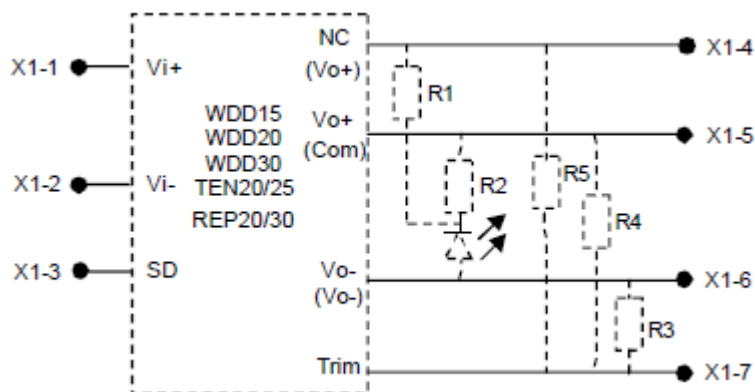 X1-1
X1-2
X1-3
Vi+
Vi-
SD
WDD15
WDD20
WDD30
TEN20/25
REP20/30
NC
(Vo+)
Vo+
(Com)
Vo-
(Vo-)
Trim
R1
R2
R5
R4
R3
X1-4
X1-5
X1-6
X1-7